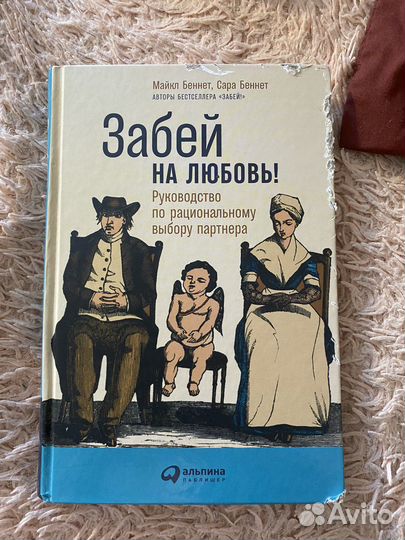 Майкл Беннет, Сара Беннет
АВТОРЫ БЕСТСЕЛЛЕРА «ЗАБЕЙ!»
Забей
НА ЛЮБОВЬ!
Руководство
по рациональному
выбору партнера
альпина
ПАБЛИШЕР
Avito